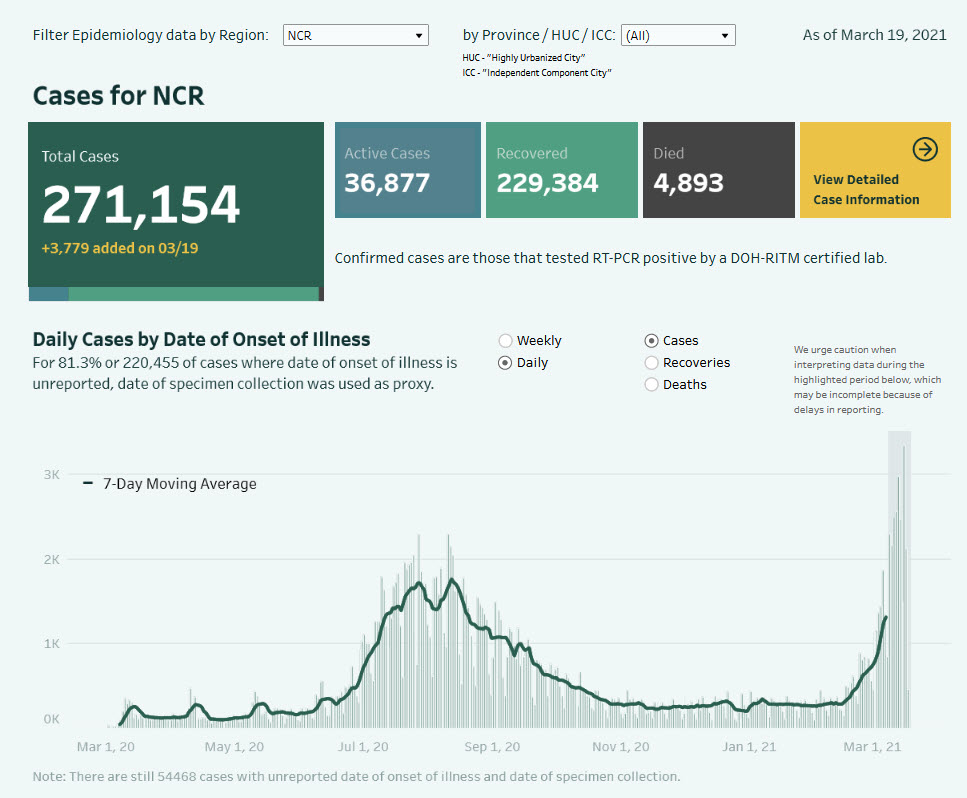 Filter Epidemiology data by Region: NCR by Province / HUC / ICC: (All) As of March 19, 2021
HUC - "Highly Urbanized City"
ICC - "Independent Component City"
Cases for NCR
Total Cases
271,154
+3,779 added on 03/19
Active Cases
36,877
Recovered
229,384
Died
4,893
View Detailed
Case Information
Confirmed cases are those that tested RT-PCR positive by a DOH-RITM certified lab.
Daily Cases by Date of Onset of Illness
For 81.3% or 220,455 of cases where date of onset of illness is
unreported, date of specimen collection was used as proxy.
Weekly
Daily
Cases
Recoveries
Deaths
We urge caution when
interpreting data during the
highlighted period below, which
may be incomplete because of
delays in reporting.
3K
7-Day Moving Average
2K
1K
0K
Mar 1, 20 May 1, 20 Jul 1, 20 Sep 1, 20 Nov 1, 20 Jan 1, 21 Mar 1, 21
Note: There are still 54468 cases with unreported date of onset of illness and date of specimen collection.